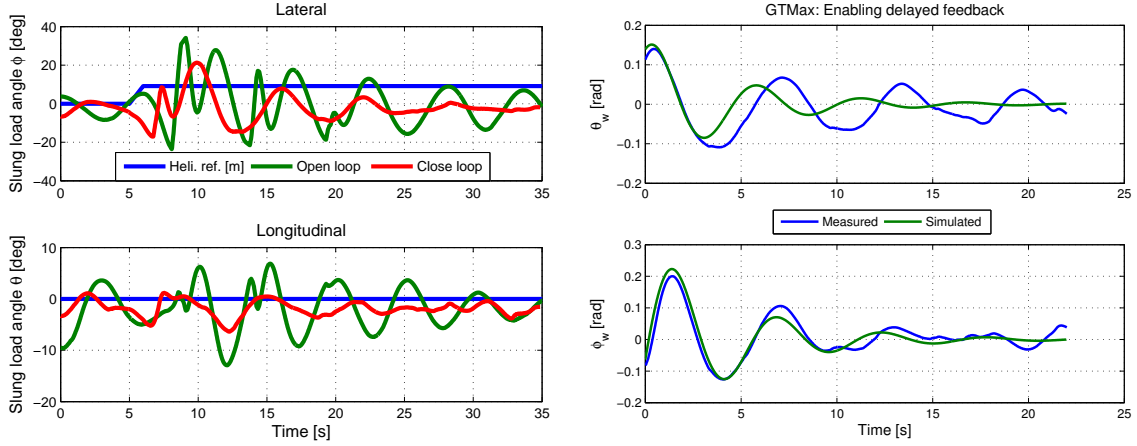 Lateral
Slung load angle ϕ [deg]
40
20
0
−20
−40
Heli. ref. [m] Open loop Close loop
0 5 10 15 20 25 30 35
Longitudinal
Slung load angle θ [deg]
10
0
−10
−20
0 5 10 15 20 25 30 35
Time [s]
GTMax: Enabling delayed feedback
θw [rad]
0.2
0.1
0
−0.1
−0.2
0 5 10 15 20 25
Measured Simulated
ϕw [rad]
0.3
0.2
0.1
0
−0.1
−0.2
0 5 10 15 20 25
Time [s]